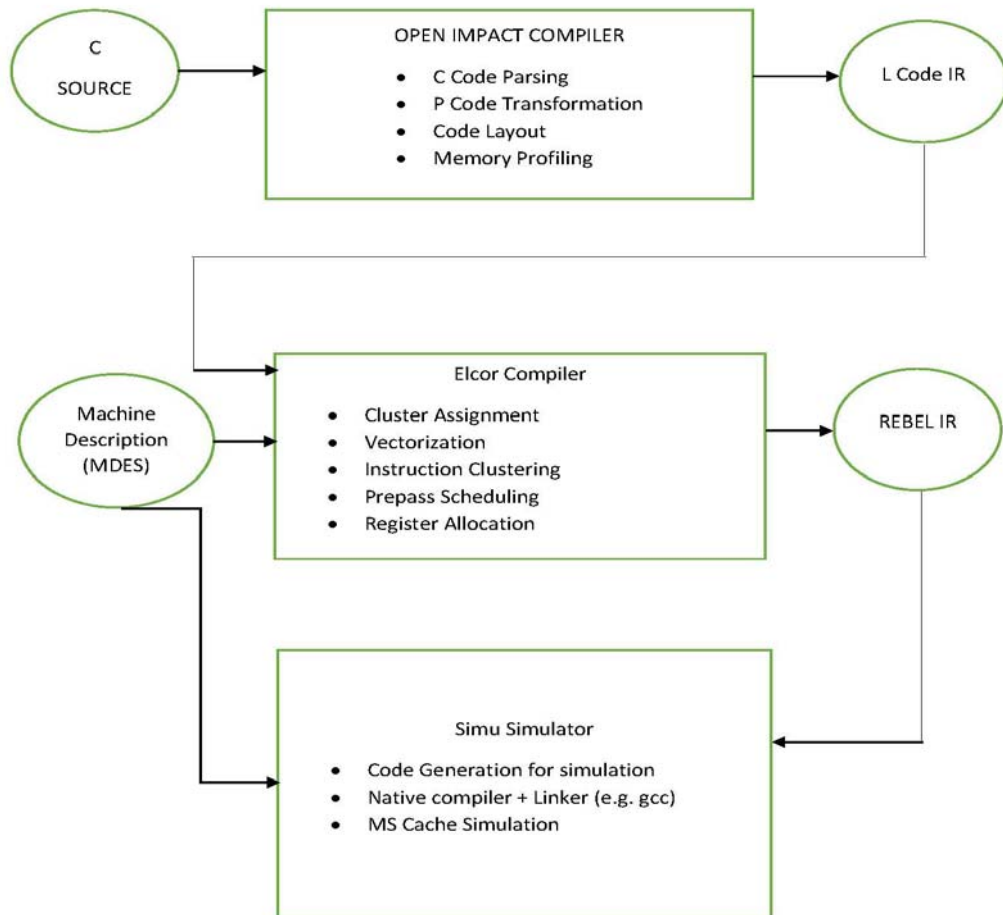 C
SOURCE
OPEN IMPACT COMPILER
• C Code Parsing
• P Code Transformation
• Code Layout
• Memory Profiling
L Code IR
Machine
Description
(MDES)
Elcor Compiler
• Cluster Assignment
• Vectorization
• Instruction Clustering
• Prepass Scheduling
• Register Allocation
REBEL IR
Simu Simulator
• Code Generation for simulation
• Native compiler + Linker (e.g. gcc)
• MS Cache Simulation